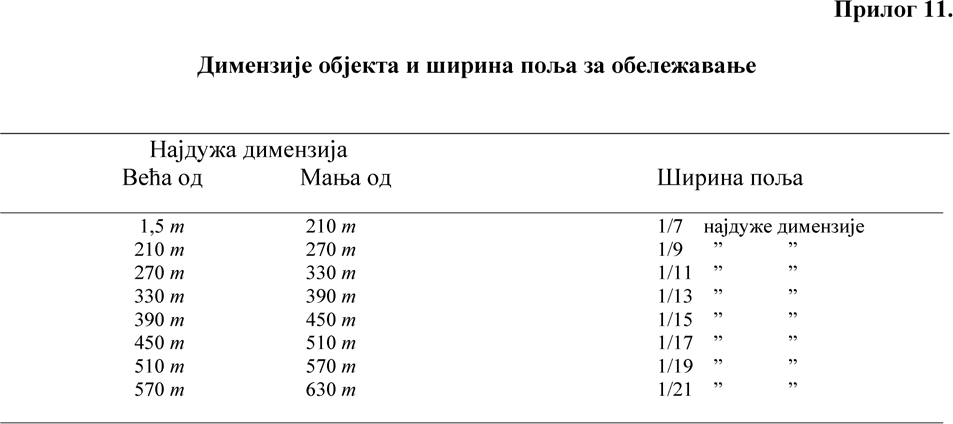 Прилог 11.
Димензије објекта и ширина поља за обележавање
Најдужа димензија
Већа од Мања од Ширина поља
1,5 m 210 m 1/7 најдуже димензије
210 m 270 m 1/9 ” ”
270 m 330 m 1/11 ” ”
330 m 390 m 1/13 ” ”
390 m 450 m 1/15 ” ”
450 m 510 m 1/17 ” ”
510 m 570 m 1/19 ” ”
570 m 630 m 1/21 ” ”